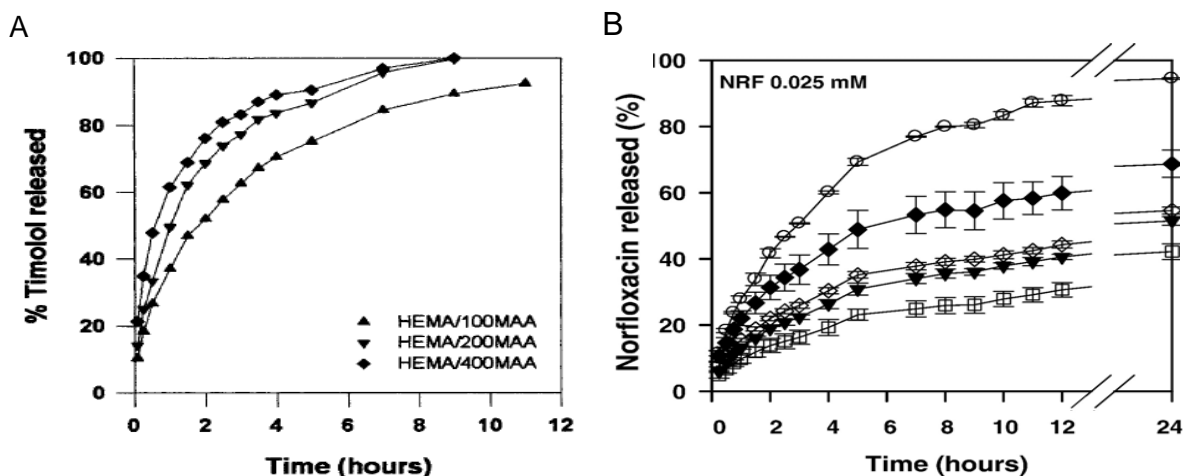 A
% Timolol released
100
80
60
40
20
0
HEMA/100MAA
HEMA/200MAA
HEMA/400MAA
0 2 4 6 8 10 12
Time (hours)
B
Norfloxacin released (%)
100
80
60
40
20
0
NRF 0.025 mM
0 2 4 6 8 10 12 24
Time (hours)